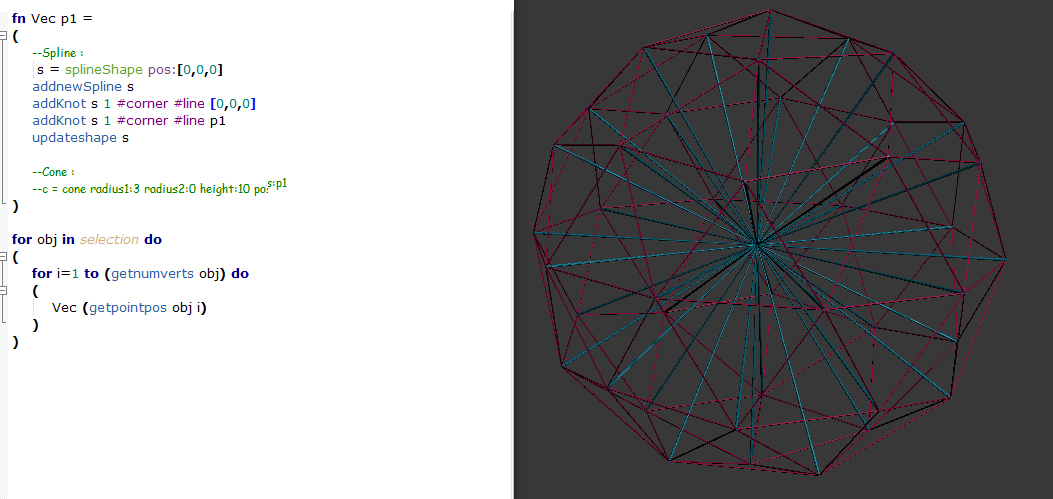 fn Vec p1 =
(
--Spline :
s = splineShape pos:[0,0,0]
addnewSpline s
addKnot s 1 #corner #line [0,0,0]
addKnot s 1 #corner #line p1
updateshape s
--Cone :
--c = cone radius1:3 radius2:0 height:10 pos:p1
)
for obj in selection do
(
for i=1 to (getnumverts obj) do
(
Vec (getpointpos obj i)
)
)